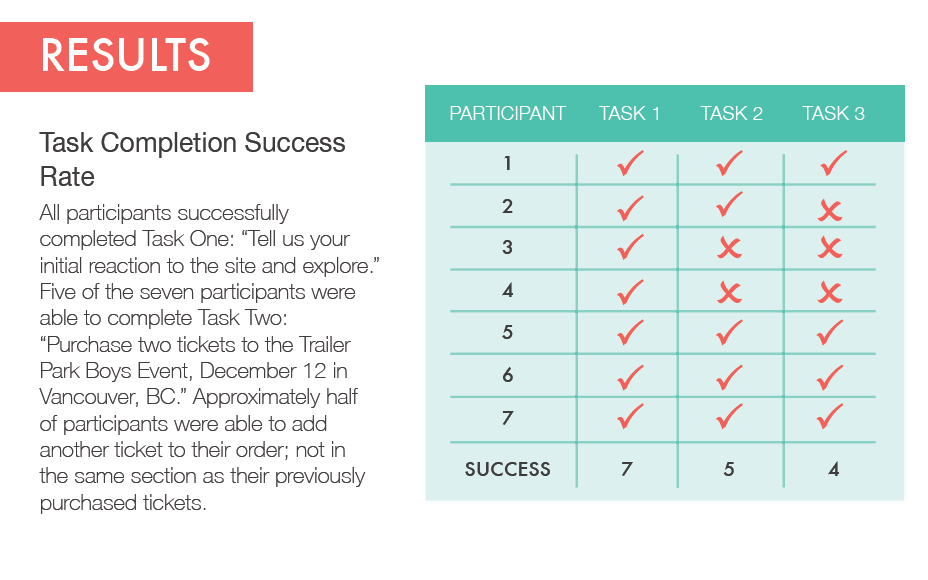 RESULTS
Task Completion Success
Rate
All participants successfully
completed Task One: “Tell us your
initial reaction to the site and explore.”
Five of the seven participants were
able to complete Task Two:
“Purchase two tickets to the Trailer
Park Boys Event, December 12 in
Vancouver, BC.” Approximately half
of participants were able to add
another ticket to their order; not in
the same section as their previously
purchased tickets.
PARTICIPANT TASK 1 TASK 2 TASK 3
1 ✓ ✓ ✓
2 ✓ ✓ ✗
3 ✓ ✗ ✗
4 ✓ ✗ ✗
5 ✓ ✓ ✓
6 ✓ ✓ ✓
7 ✓ ✓ ✓
SUCCESS 7 5 4